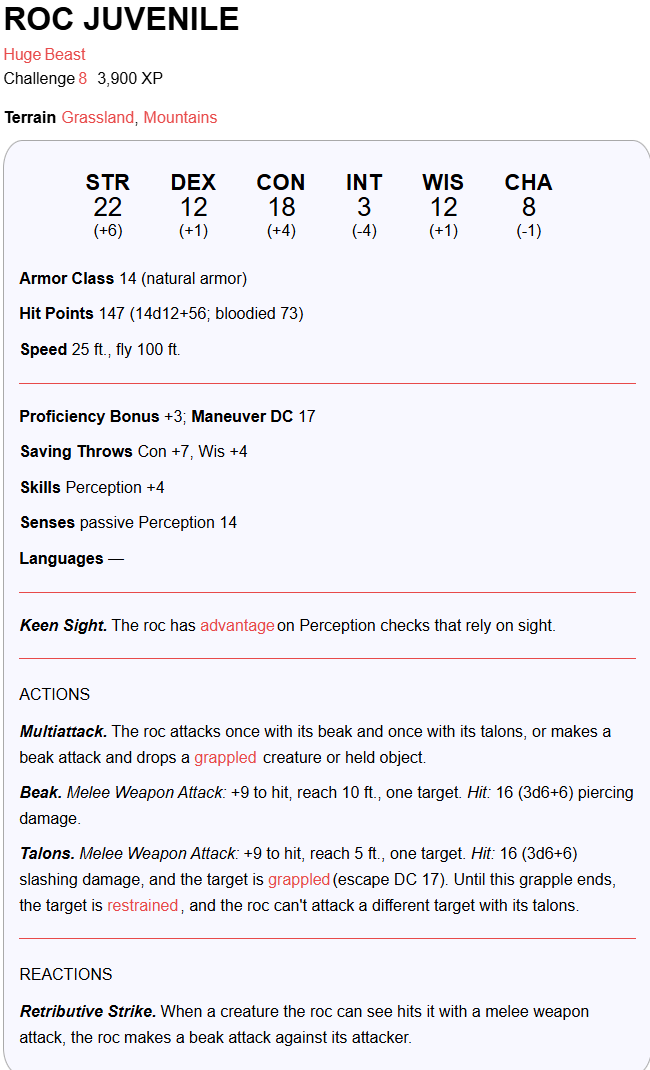 ROC JUVENILE
Huge Beast
Challenge 8 3,900 XP
Terrain Grassland, Mountains
STR DEX CON INT WIS CHA
22 12 18 3 12 8
(+6) (+1) (+4) (-4) (+1) (-1)
Armor Class 14 (natural armor)
Hit Points 147 (14d12+56; bloodied 73)
Speed 25 ft., fly 100 ft.
Proficiency Bonus +3; Maneuver DC 17
Saving Throws Con +7, Wis +4
Skills Perception +4
Senses passive Perception 14
Languages —
Keen Sight. The roc has advantage on Perception checks that rely on sight.
ACTIONS
Multiattack. The roc attacks once with its beak and once with its talons, or makes a
beak attack and drops a grappled creature or held object.
Beak. Melee Weapon Attack: +9 to hit, reach 10 ft., one target. Hit: 16 (3d6+6) piercing
damage.
Talons. Melee Weapon Attack: +9 to hit, reach 5 ft., one target. Hit: 16 (3d6+6)
slashing damage, and the target is grappled (escape DC 17). Until this grapple ends,
the target is restrained, and the roc can't attack a different target with its talons.
REACTIONS
Retributive Strike. When a creature the roc can see hits it with a melee weapon
attack, the roc makes a beak attack against its attacker.